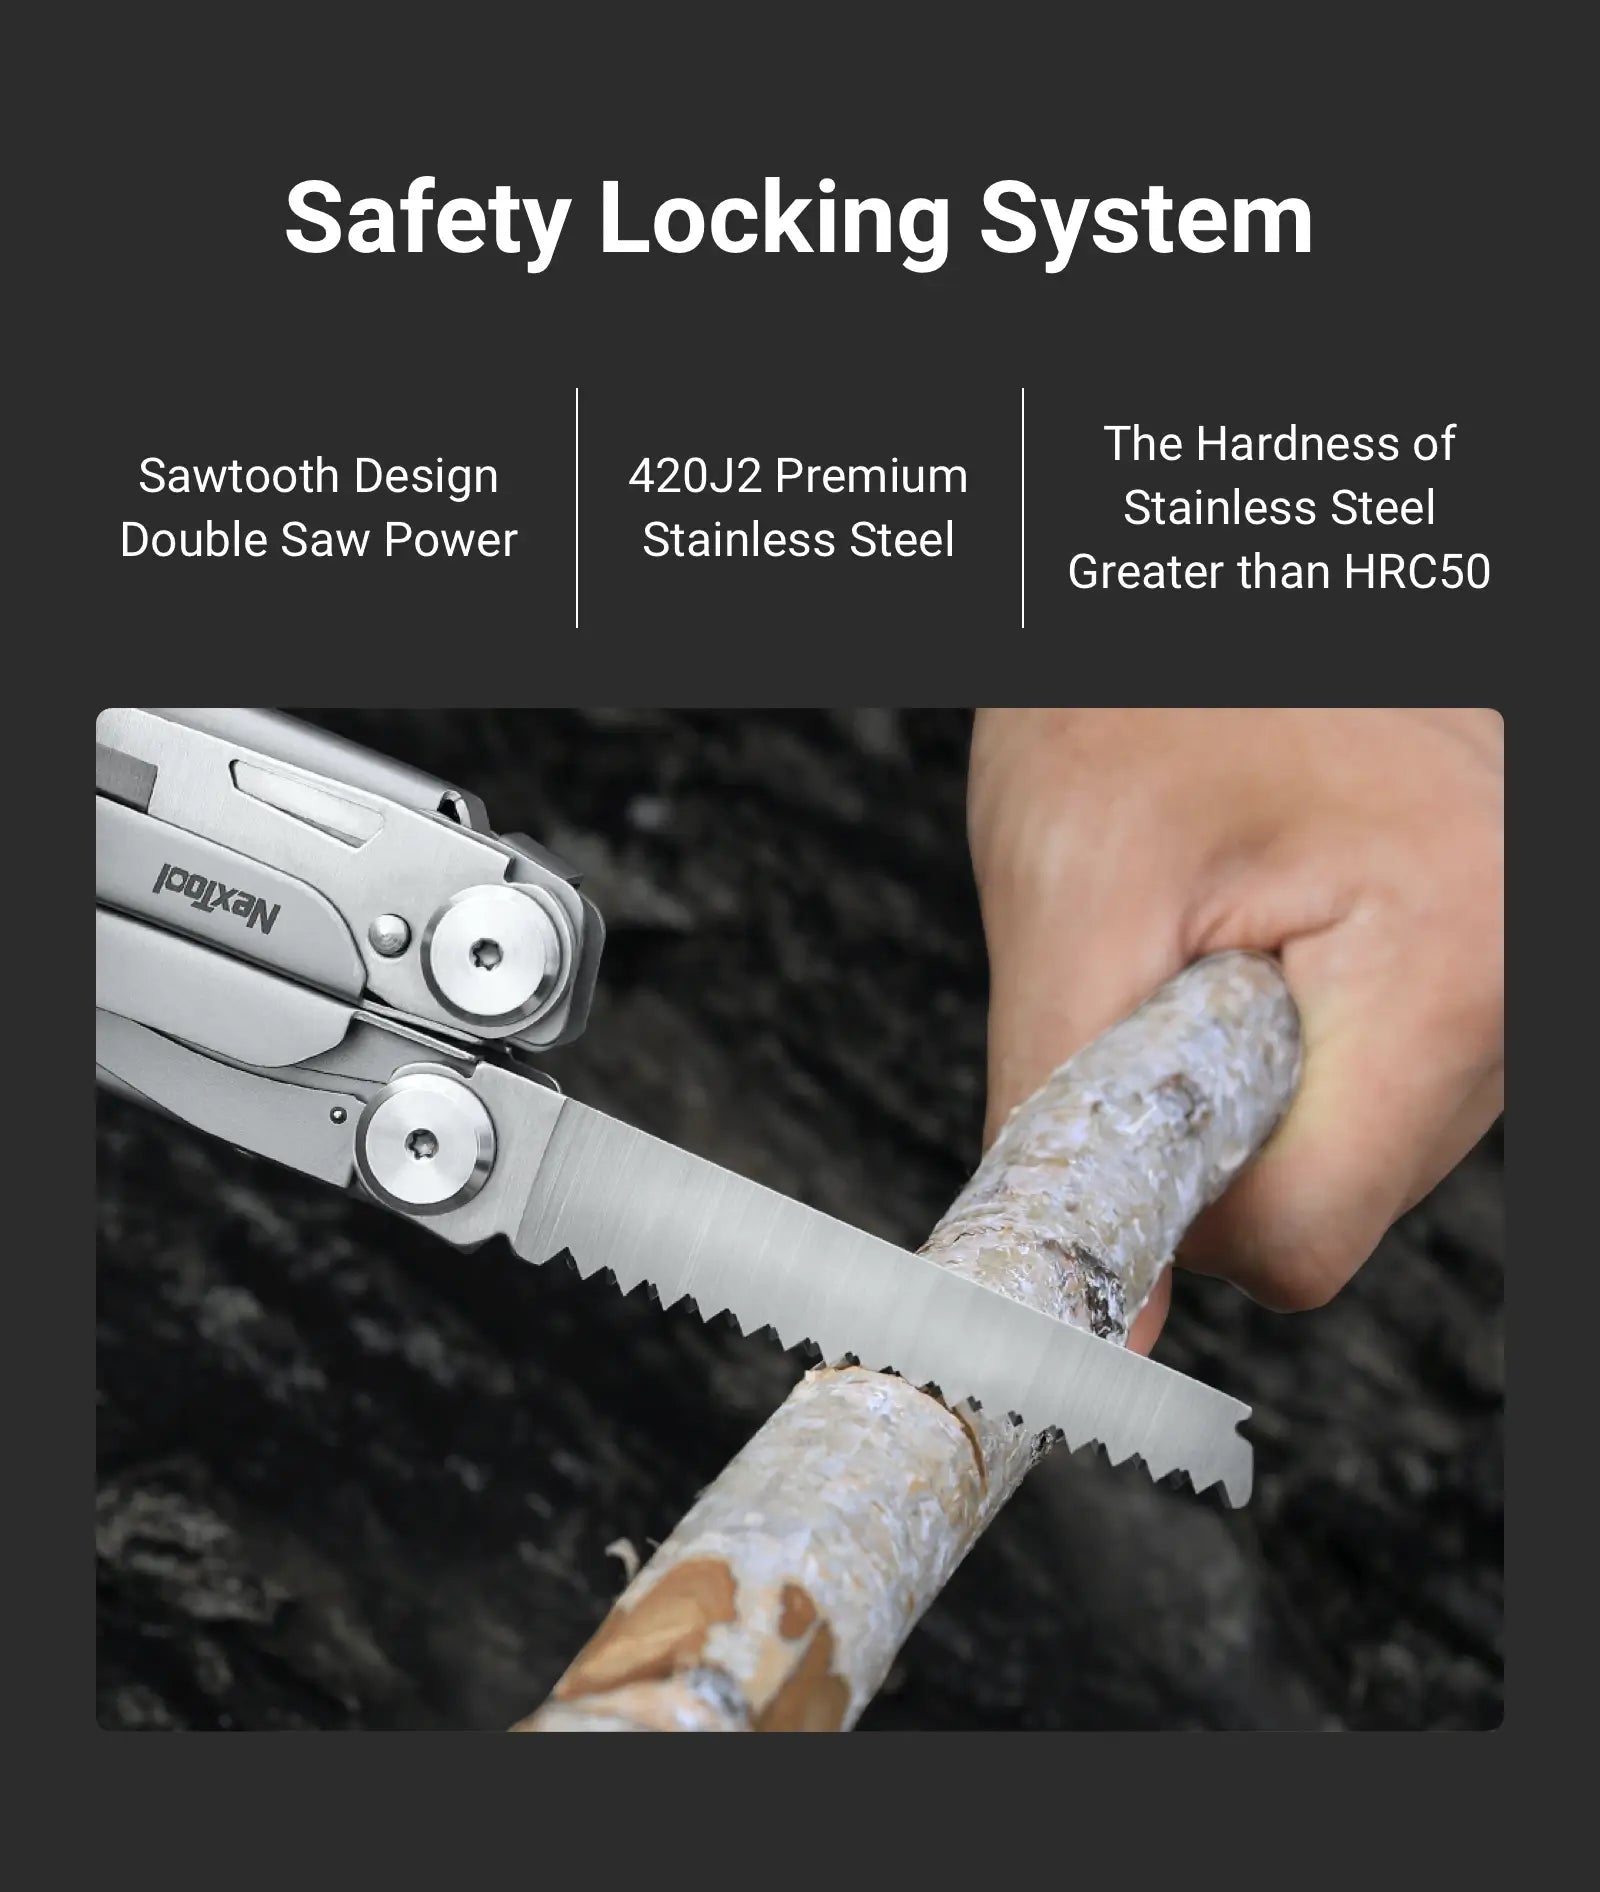 Safety Locking System
Sawtooth Design
Double Saw Power
420J2 Premium
Stainless Steel
The Hardness of
Stainless Steel
Greater than HRC50
NexTool